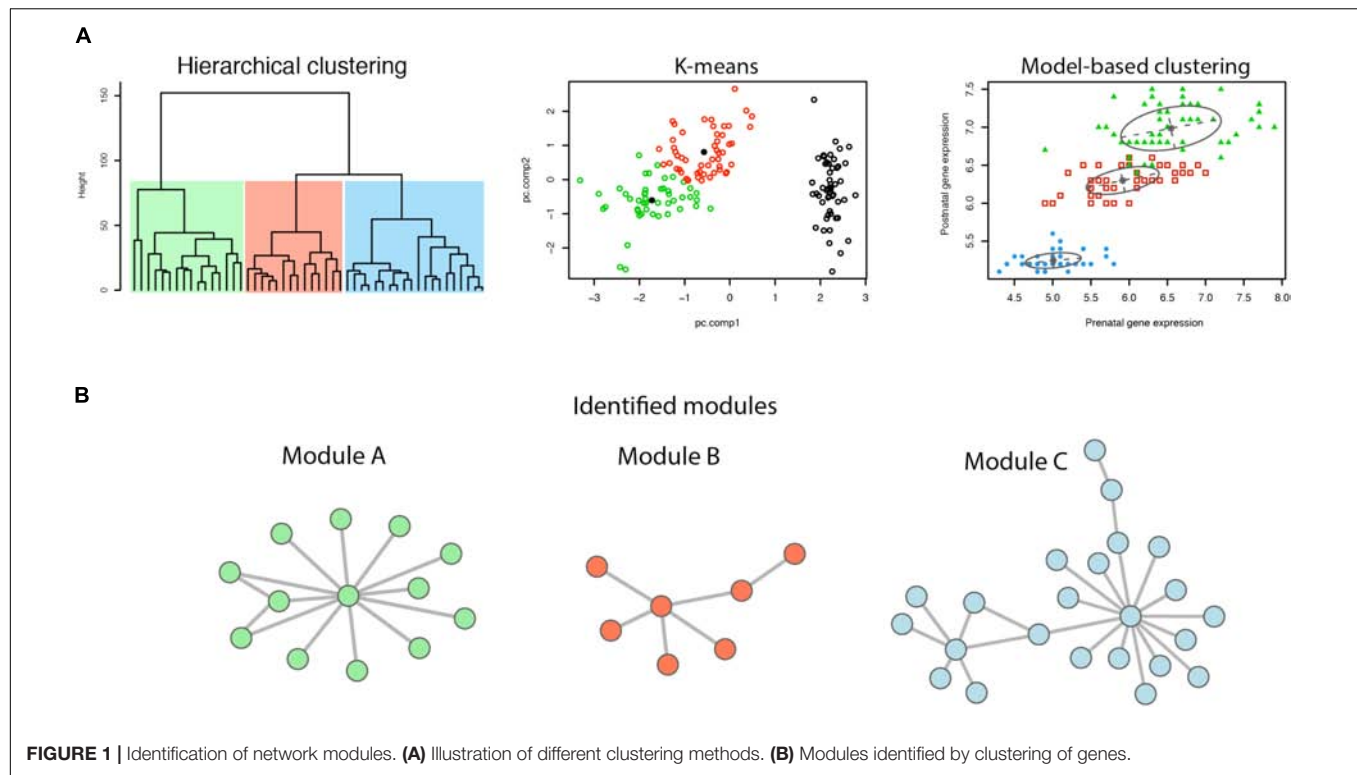 A
Hierarchical clustering
Height
150
100
50
0
K-means
pc.comp2
2
1
0
−1
−2
−3 −2 −1 0 1 2 3
pc.comp1
Model-based clustering
Postnatal gene expression
7.5
7.0
6.5
6.0
5.5
4.5 5.0 5.5 6.0 6.5 7.0 7.5 8.0
Prenatal gene expression
B
Identified modules
Module A
Module B
Module C
FIGURE 1 | Identification of network modules. (A) Illustration of different clustering methods. (B) Modules identified by clustering of genes.